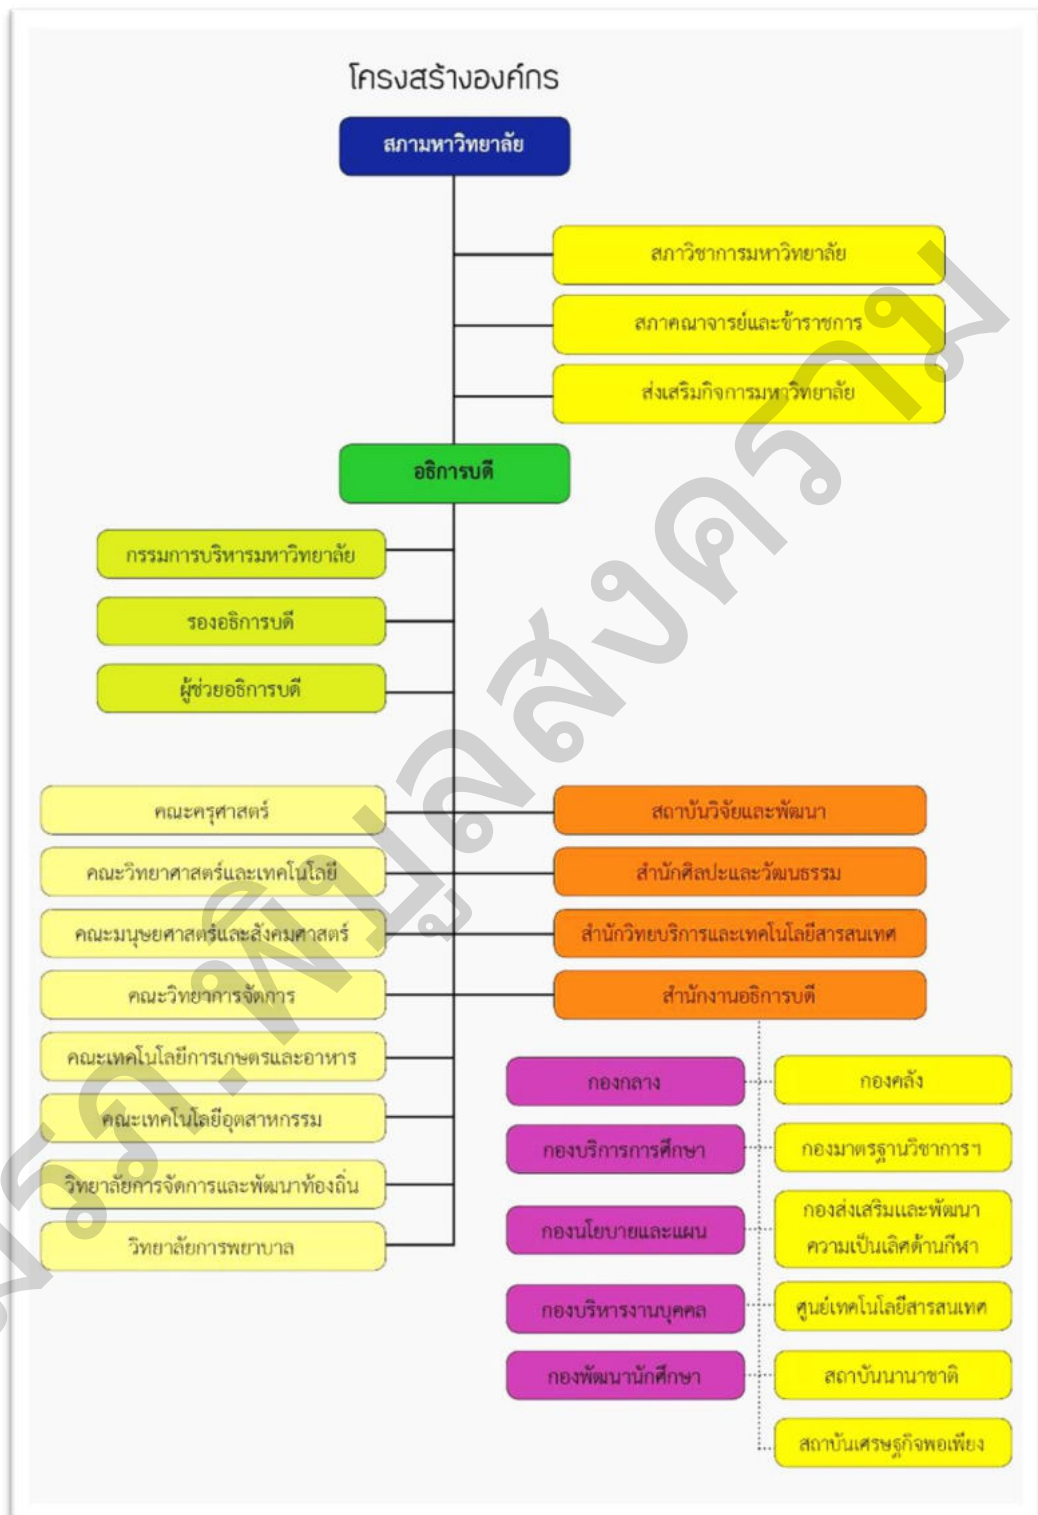 โครงสร้างองค์กร
สภามหาวิทยาลัย
สภาวิชาการมหาวิทยาลัย
สภาคณาจารย์และข้าราชการ
ส่งเสริมกิจการมหาวิทยาลัย
อธิการบดี
กรรมการบริหารมหาวิทยาลัย
รองอธิการบดี
ผู้ช่วยอธิการบดี
คณะครุศาสตร์
สถาบันวิจัยและพัฒนา
คณะวิทยาศาสตร์และเทคโนโลยี
สำนักศิลปะและวัฒนธรรม
คณะมนุษยศาสตร์และสังคมศาสตร์
สำนักวิทยบริการและเทคโนโลยีสารสนเทศ
คณะวิทยาการจัดการ
สำนักงานอธิการบดี
คณะเทคโนโลยีการเกษตรและอาหาร
คณะเทคโนโลยีอุตสาหกรรม
วิทยาลัยการจัดการและพัฒนาท้องถิ่น
วิทยาลัยการพยาบาล
กองกลาง
กองคลัง
กองบริการการศึกษา
กองมาตรฐานวิชาการฯ
กองนโยบายและแผน
กองส่งเสริมและพัฒนา
ความเป็นเลิศด้านกีฬา
กองบริหารงานบุคคล
ศูนย์เทคโนโลยีสารสนเทศ
กองพัฒนานักศึกษา
สถาบันนานาชาติ
สถาบันเศรษฐกิจพอเพียง
มรภ.พิบูลสงคราม